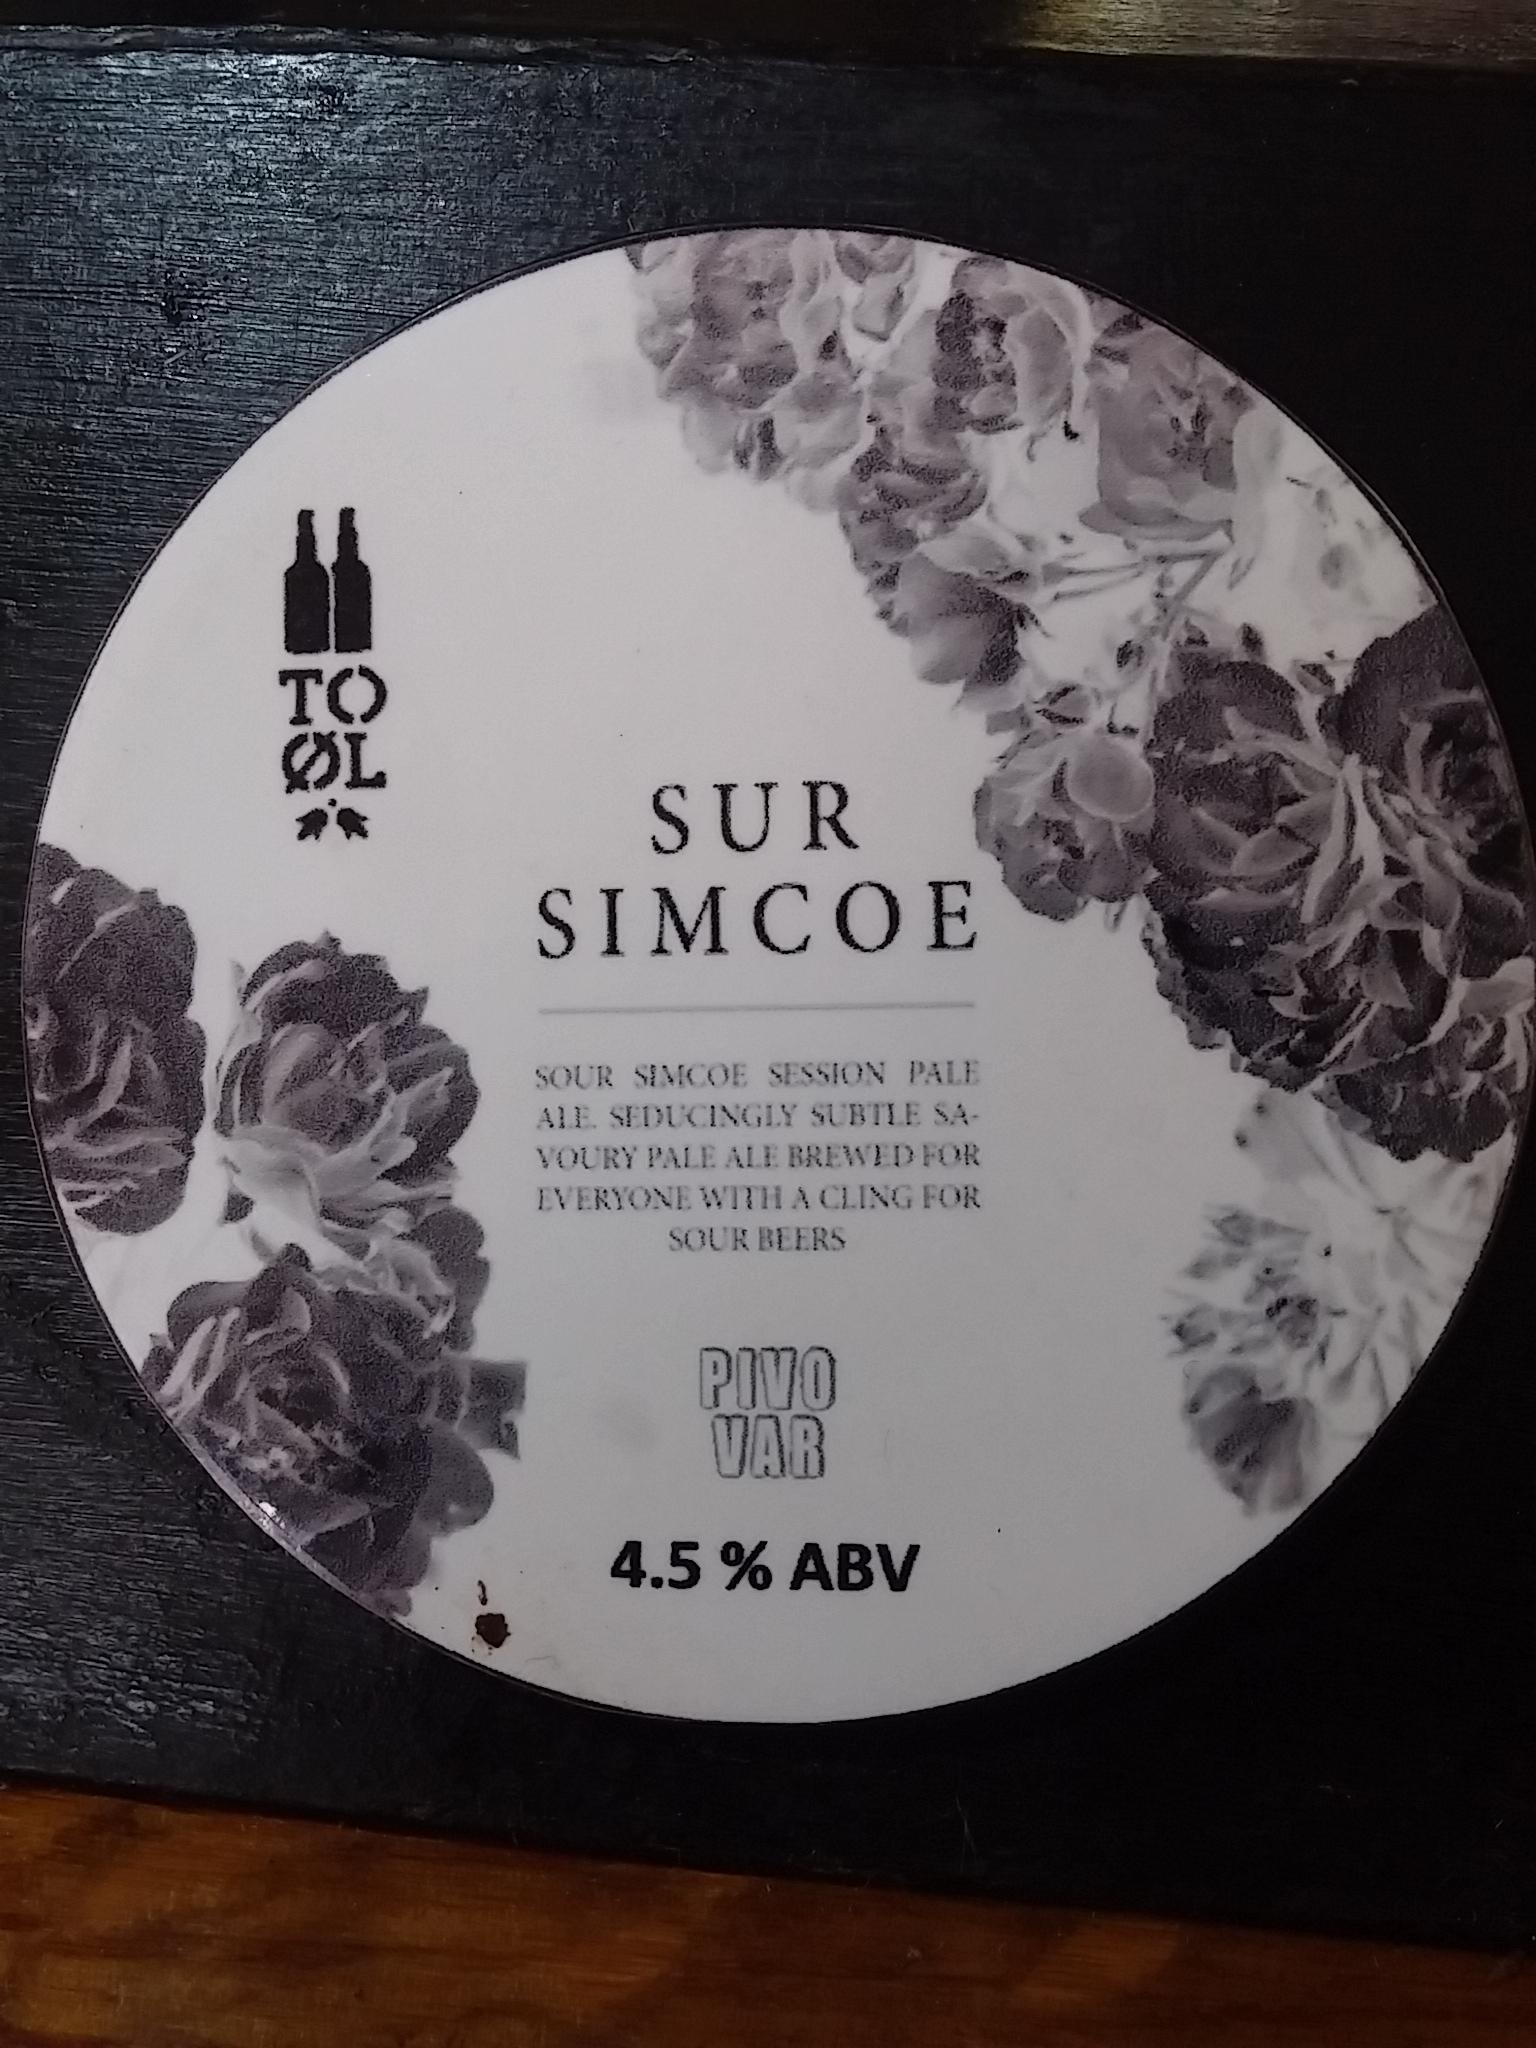 TO
ØL
SUR
SIMCOE
SOUR SIMCOE SESSION PALE
ALE. SEDUCINGLY SUBTLE SA-
VOURY PALE ALE BREWED FOR
EVERYONE WITH A CLING FOR
SOUR BEERS
PIVO
VAR
4.5 % ABV